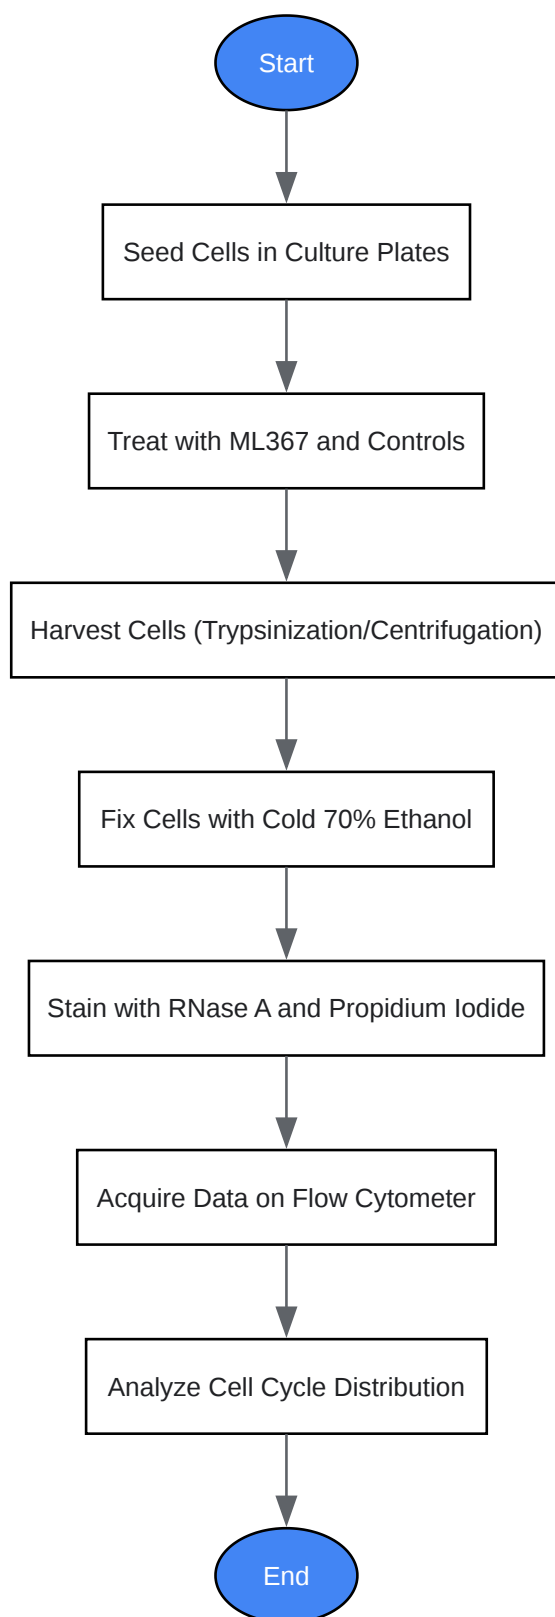 Start
Seed Cells in Culture Plates
Treat with ML367 and Controls
Harvest Cells (Trypsinization/Centrifugation)
Fix Cells with Cold 70% Ethanol
Stain with RNase A and Propidium Iodide
Acquire Data on Flow Cytometer
Analyze Cell Cycle Distribution
End